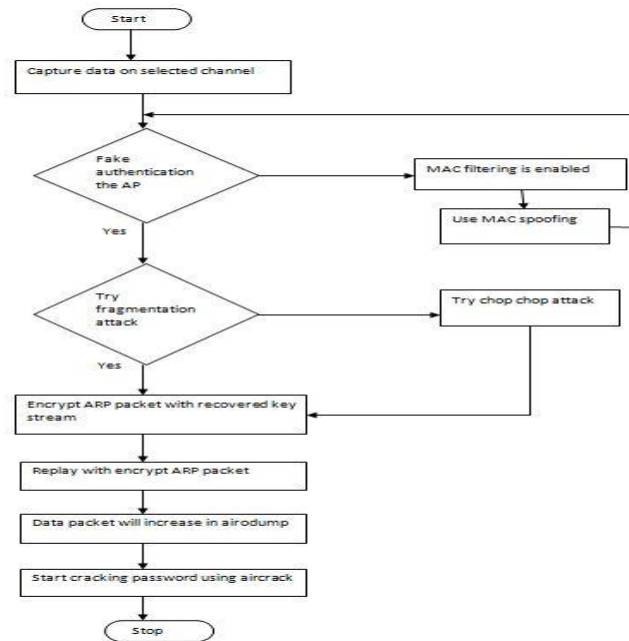 Start
Capture data on selected channel
Fake
authentication
the AP
MAC filtering is enabled
Use MAC spoofing
Yes
Try
fragmentation
attack
Try chop chop attack
Yes
Encrypt ARP packet with recovered key
stream
Replay with encrypt ARP packet
Data packet will increase in airodump
Start cracking password using aircrack
Stop